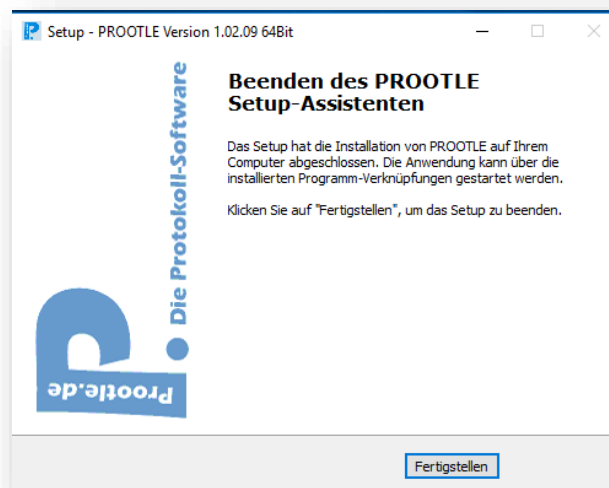 Setup - PROOTLE Version 1.02.09 64Bit
Beenden des PROOTLE
Setup-Assistenten
Das Setup hat die Installation von PROOTLE auf Ihrem
Computer abgeschlossen. Die Anwendung kann über die
installierten Programm-Verknüpfungen gestartet werden.
Klicken Sie auf "Fertigstellen", um das Setup zu beenden.
Die Protokoll-Software
Prootle.de
Fertigstellen